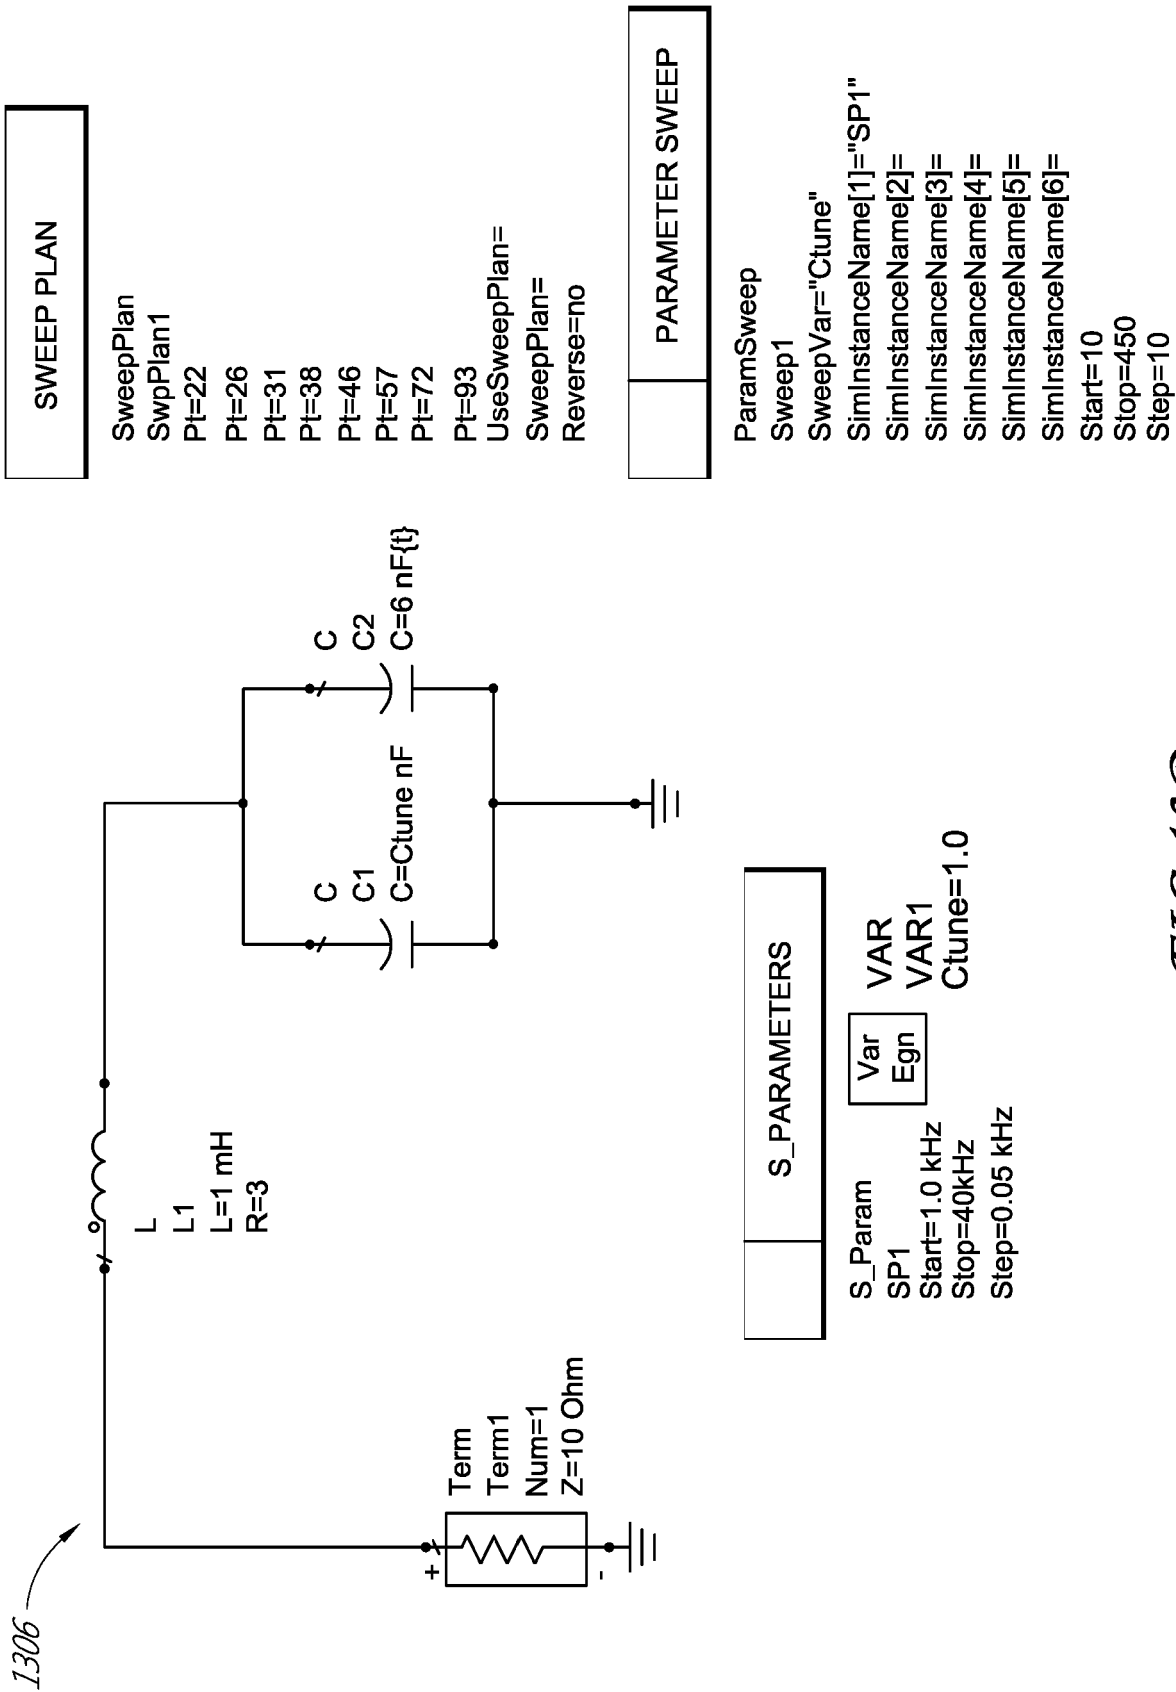 1306
Term
Term1
Num=1
Z=10 Ohm
+
-
L
L1
L=1 mH
R=3
C
C1
C=Ctune nF
C
C2
C=6 nF{t}
S_PARAMETERS
S_Param
SP1
Start=1.0 kHz
Stop=40kHz
Step=0.05 kHz
Var
Egn
VAR
VAR1
Ctune=1.0
SWEEP PLAN
SweepPlan
SwpPlan1
Pt=22
Pt=26
Pt=31
Pt=38
Pt=46
Pt=57
Pt=72
Pt=93
UseSweepPlan=
SweepPlan=
Reverse=no
PARAMETER SWEEP
ParamSweep
Sweep1
SweepVar="Ctune"
SimInstanceName[1]="SP1"
SimInstanceName[2]=
SimInstanceName[3]=
SimInstanceName[4]=
SimInstanceName[5]=
SimInstanceName[6]=
Start=10
Stop=450
Step=10